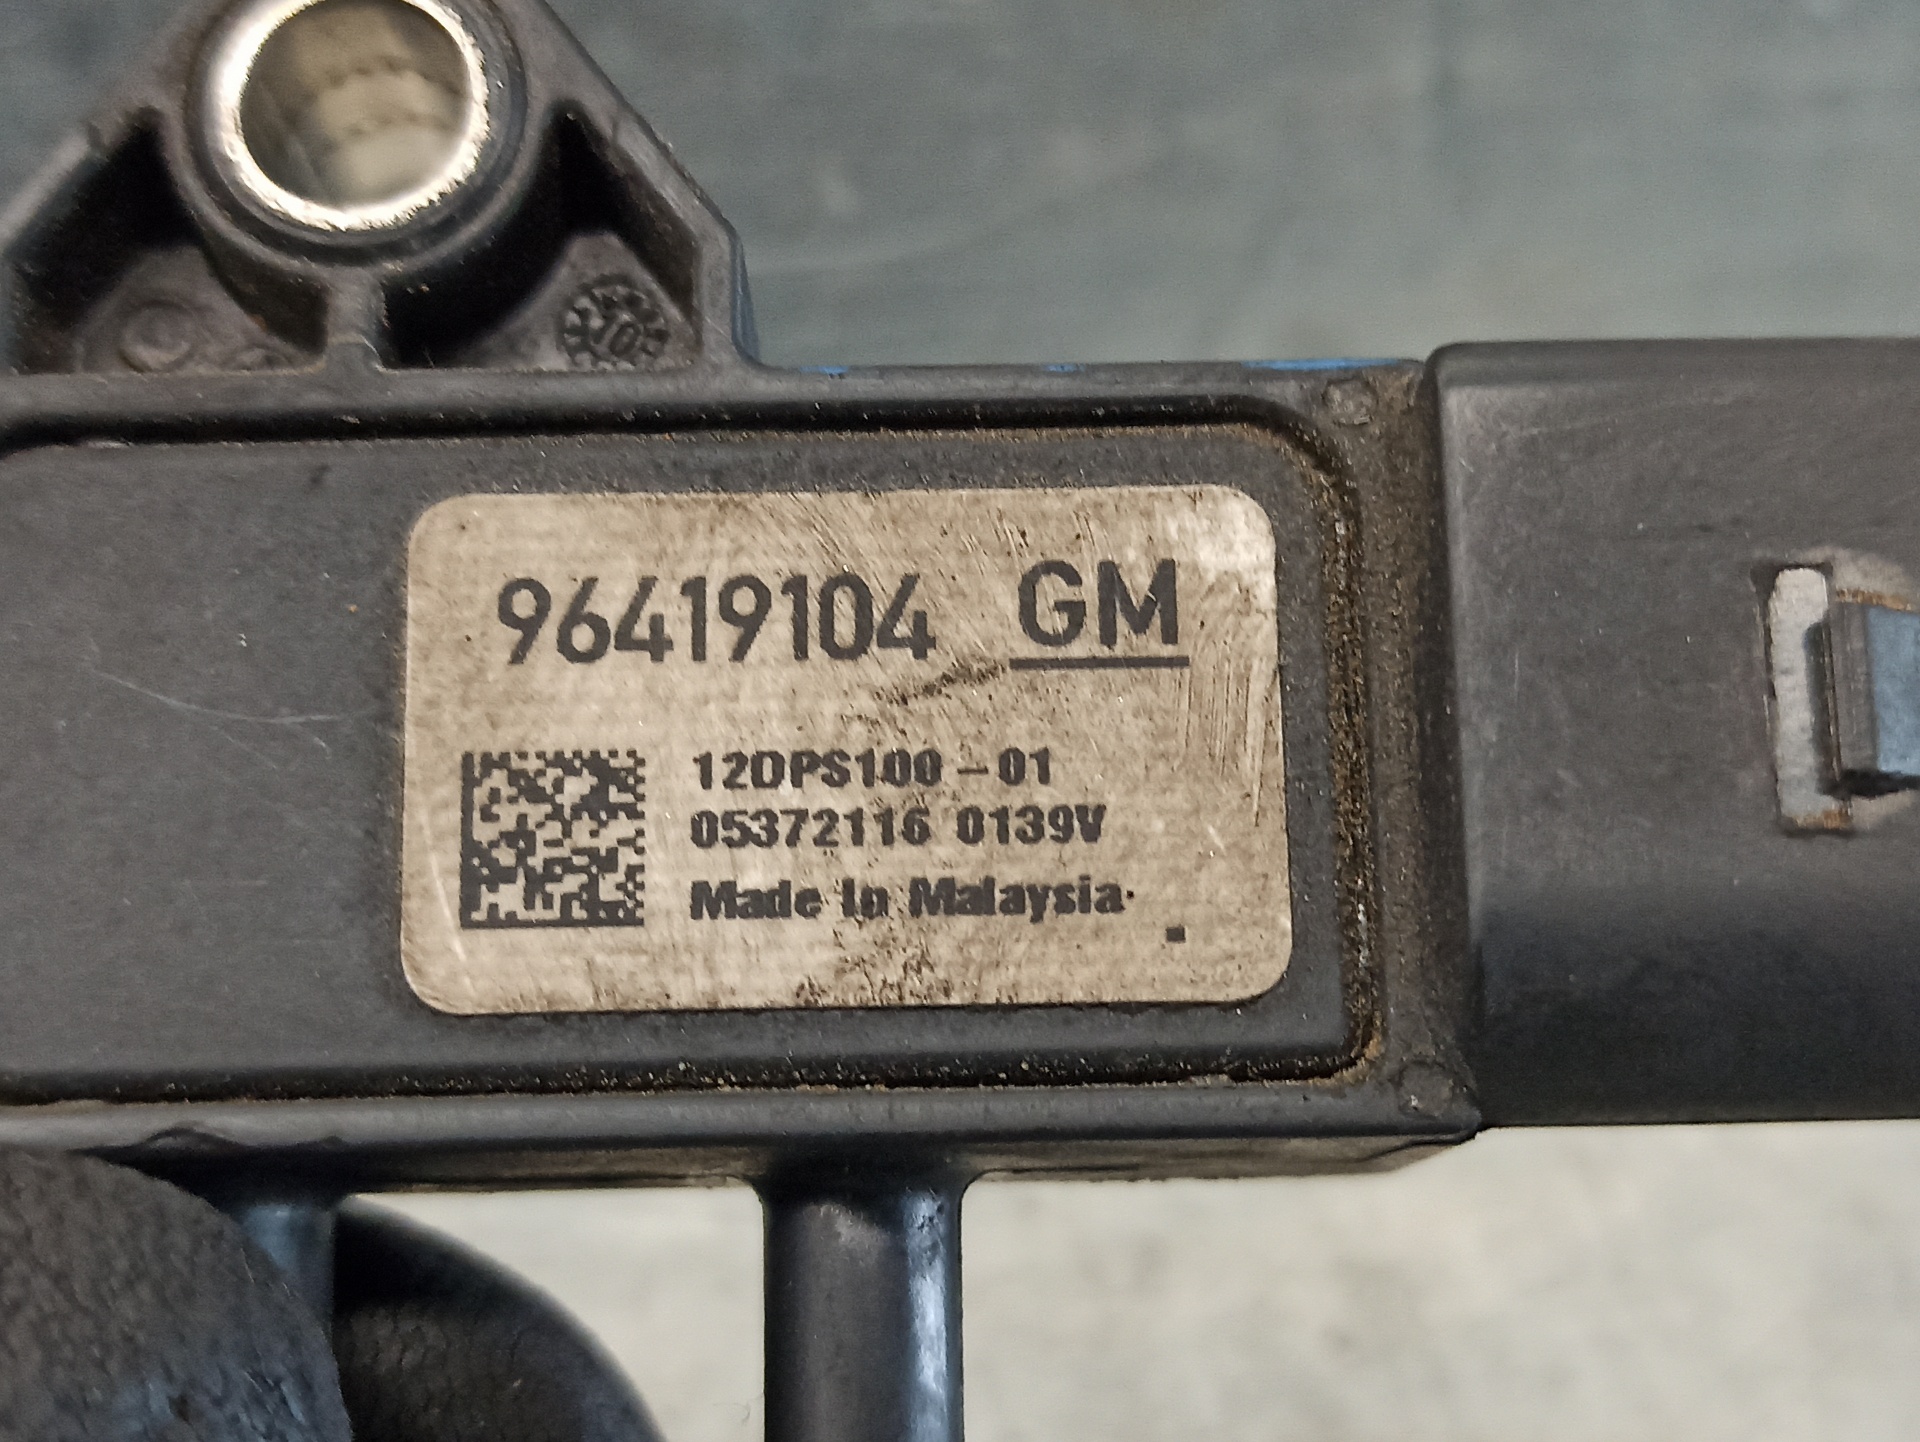 96419104 GM
12DPS100-01
05372116 0139V
Made In Malaysia